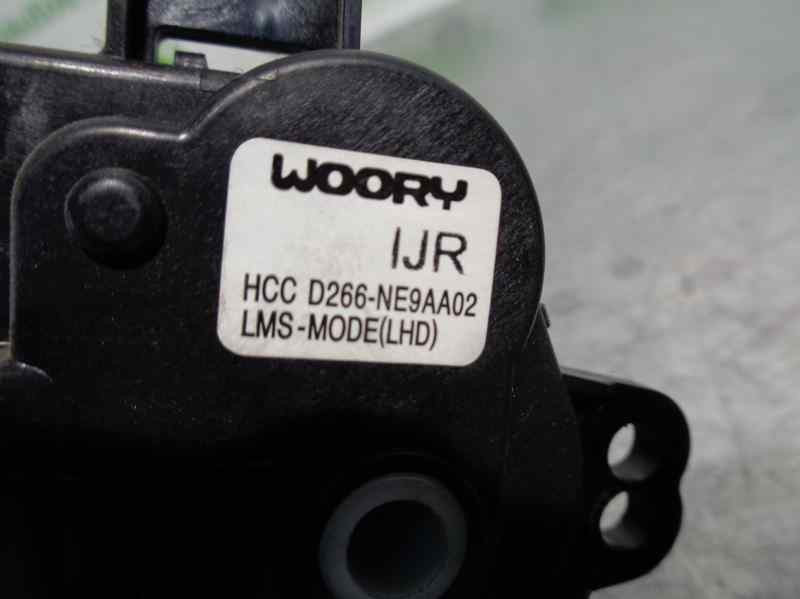 WOORY
IJR
HCC D266-NE9AA02
LMS-MODE(LHD)